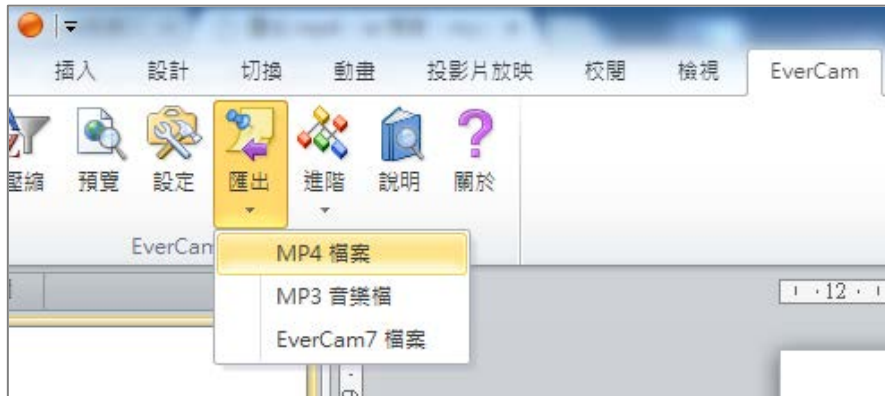 插入 設計 切換 動畫 投影片放映 校閱 檢視 EverCam
壓縮 預覽 設定 匯出 進階 說明 關於
EverCam
MP4 檔案
MP3 音樂檔
EverCam7 檔案
12